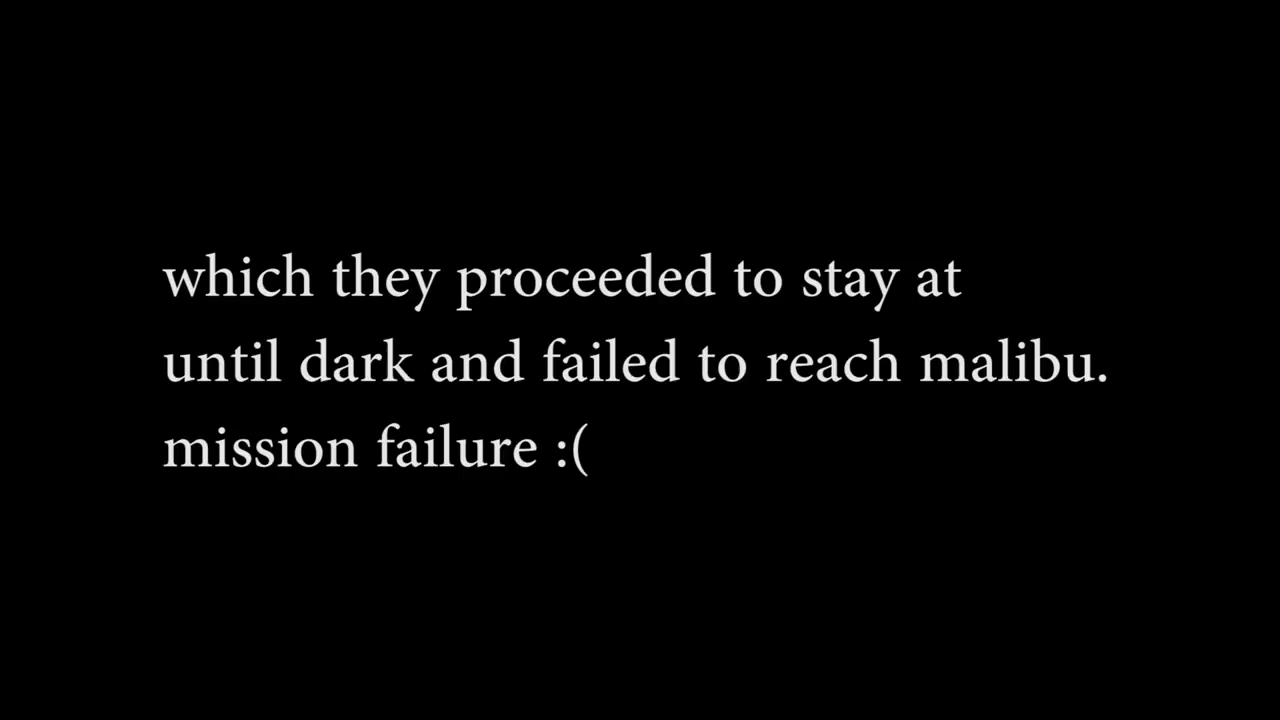 which they proceeded to stay at
until dark and failed to reach malibu.
mission failure :(